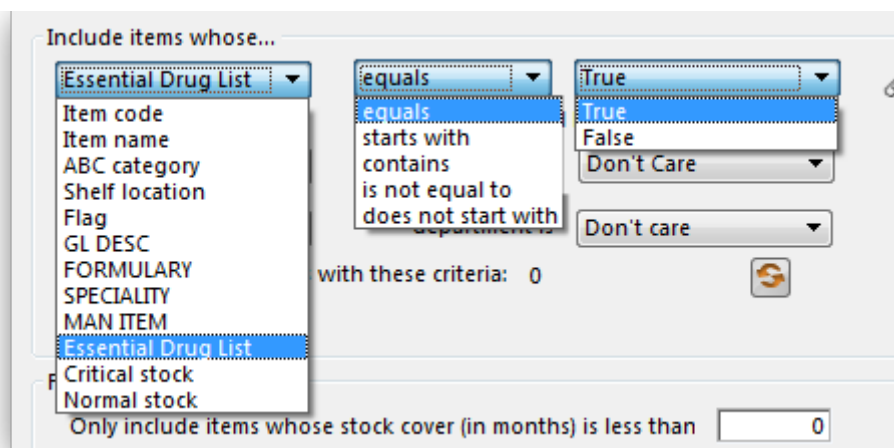 Include items whose...
Essential Drug List equals True
Item code
Item name
ABC category
Shelf location
Flag
GL DESC
FORMULARY
SPECIALITY
MAN ITEM
Essential Drug List
Critical stock
Normal stock
equals
starts with
contains
is not equal to
does not start with
True
False
Don't Care
department is Don't care
with these criteria: 0
Only include items whose stock cover (in months) is less than 0